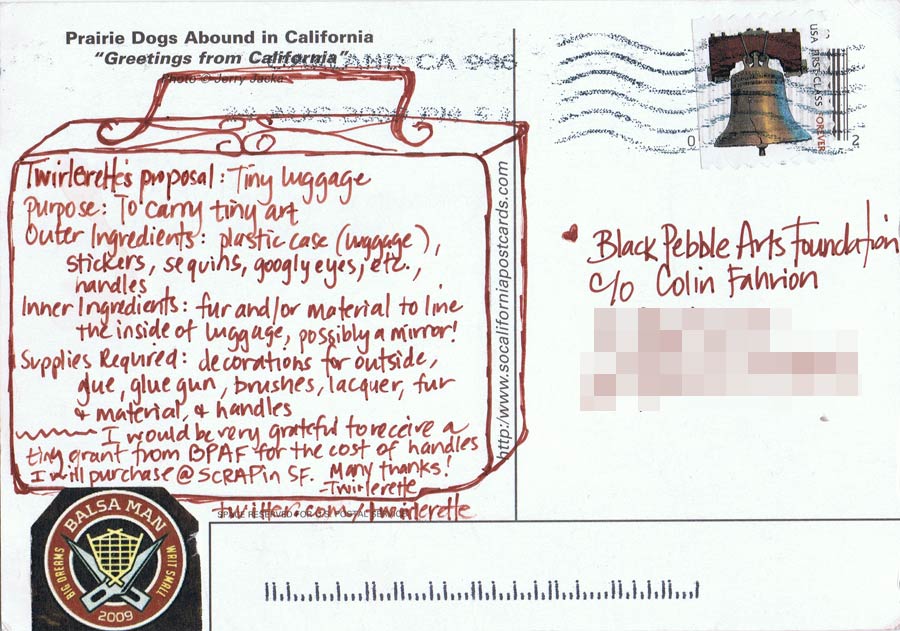 Prairie Dogs Abound in California
"Greetings from California"
Photo © Jerry Jacka
AND CA 946
Twirlerette's proposal: Tiny luggage
Purpose: To carry tiny art
Outer Ingredients: plastic case (luggage),
stickers, sequins, googly eyes, etc.,
handles
Inner Ingredients: fur and/or material to line
the inside of luggage, possibly a mirror!
Supplies Required: decorations for outside,
glue, glue gun, brushes, lacquer, fur
& material, & handles
I would be very grateful to receive a
tiny grant from BPAF for the cost of handles
I will purchase @ SCRAP in SF. Many thanks!
-Twirlerette
twitter.com/twirlerette
SPACE RESERVED FOR U.S. POSTAL SERVICE
http://www.socaliforniapostcards.com
USA FIRST-CLASS FOREVER
Black Pebble Arts Foundation
c/o Colin Fahrion
BALSA MAN
BIG DREAMS
WRIT SMALL
2009